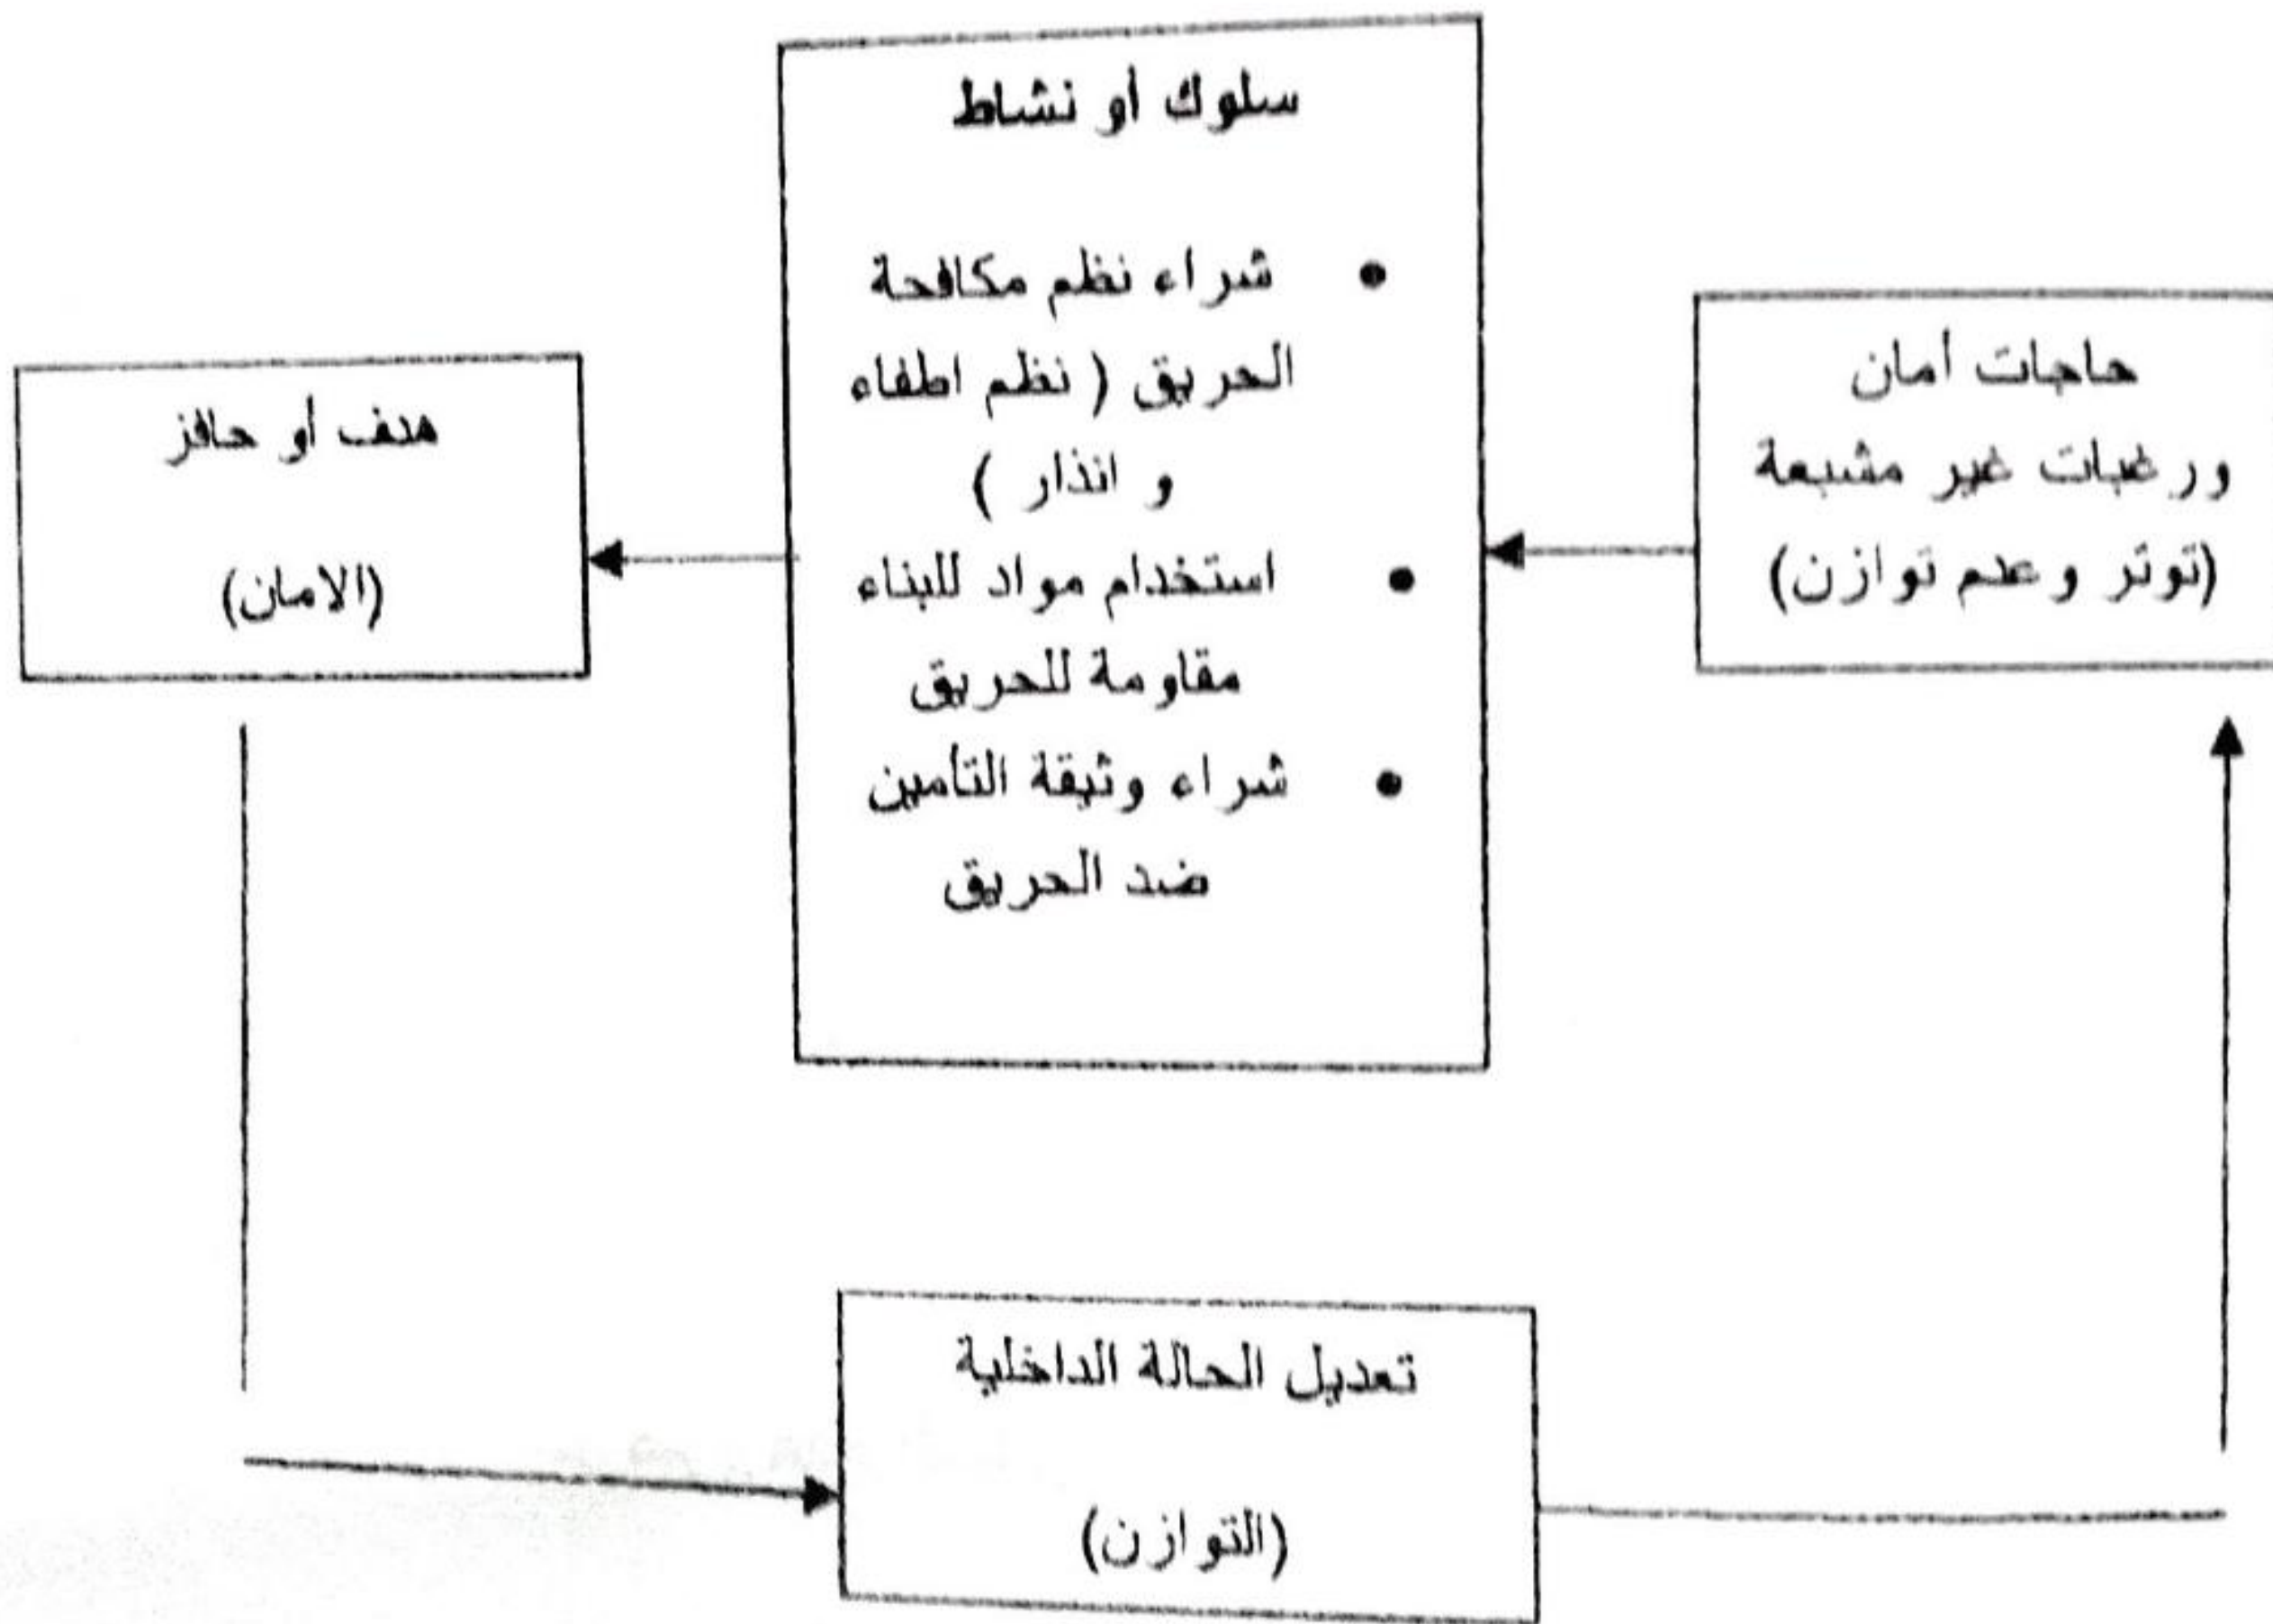 حاجات أمان
ورغبات غير مشبعة
(توتر وعدم توازن)
سلوك أو نشاط
• شراء نظم مكافحة
الحريق ( نظم اطفاء
و انذار )
• استخدام مواد للبناء
مقاومة للحريق
• شراء وثيقة التأمين
ضد الحريق
هدف أو حافز
(الامان)
تعديل الحالة الداخلية
(التوازن)